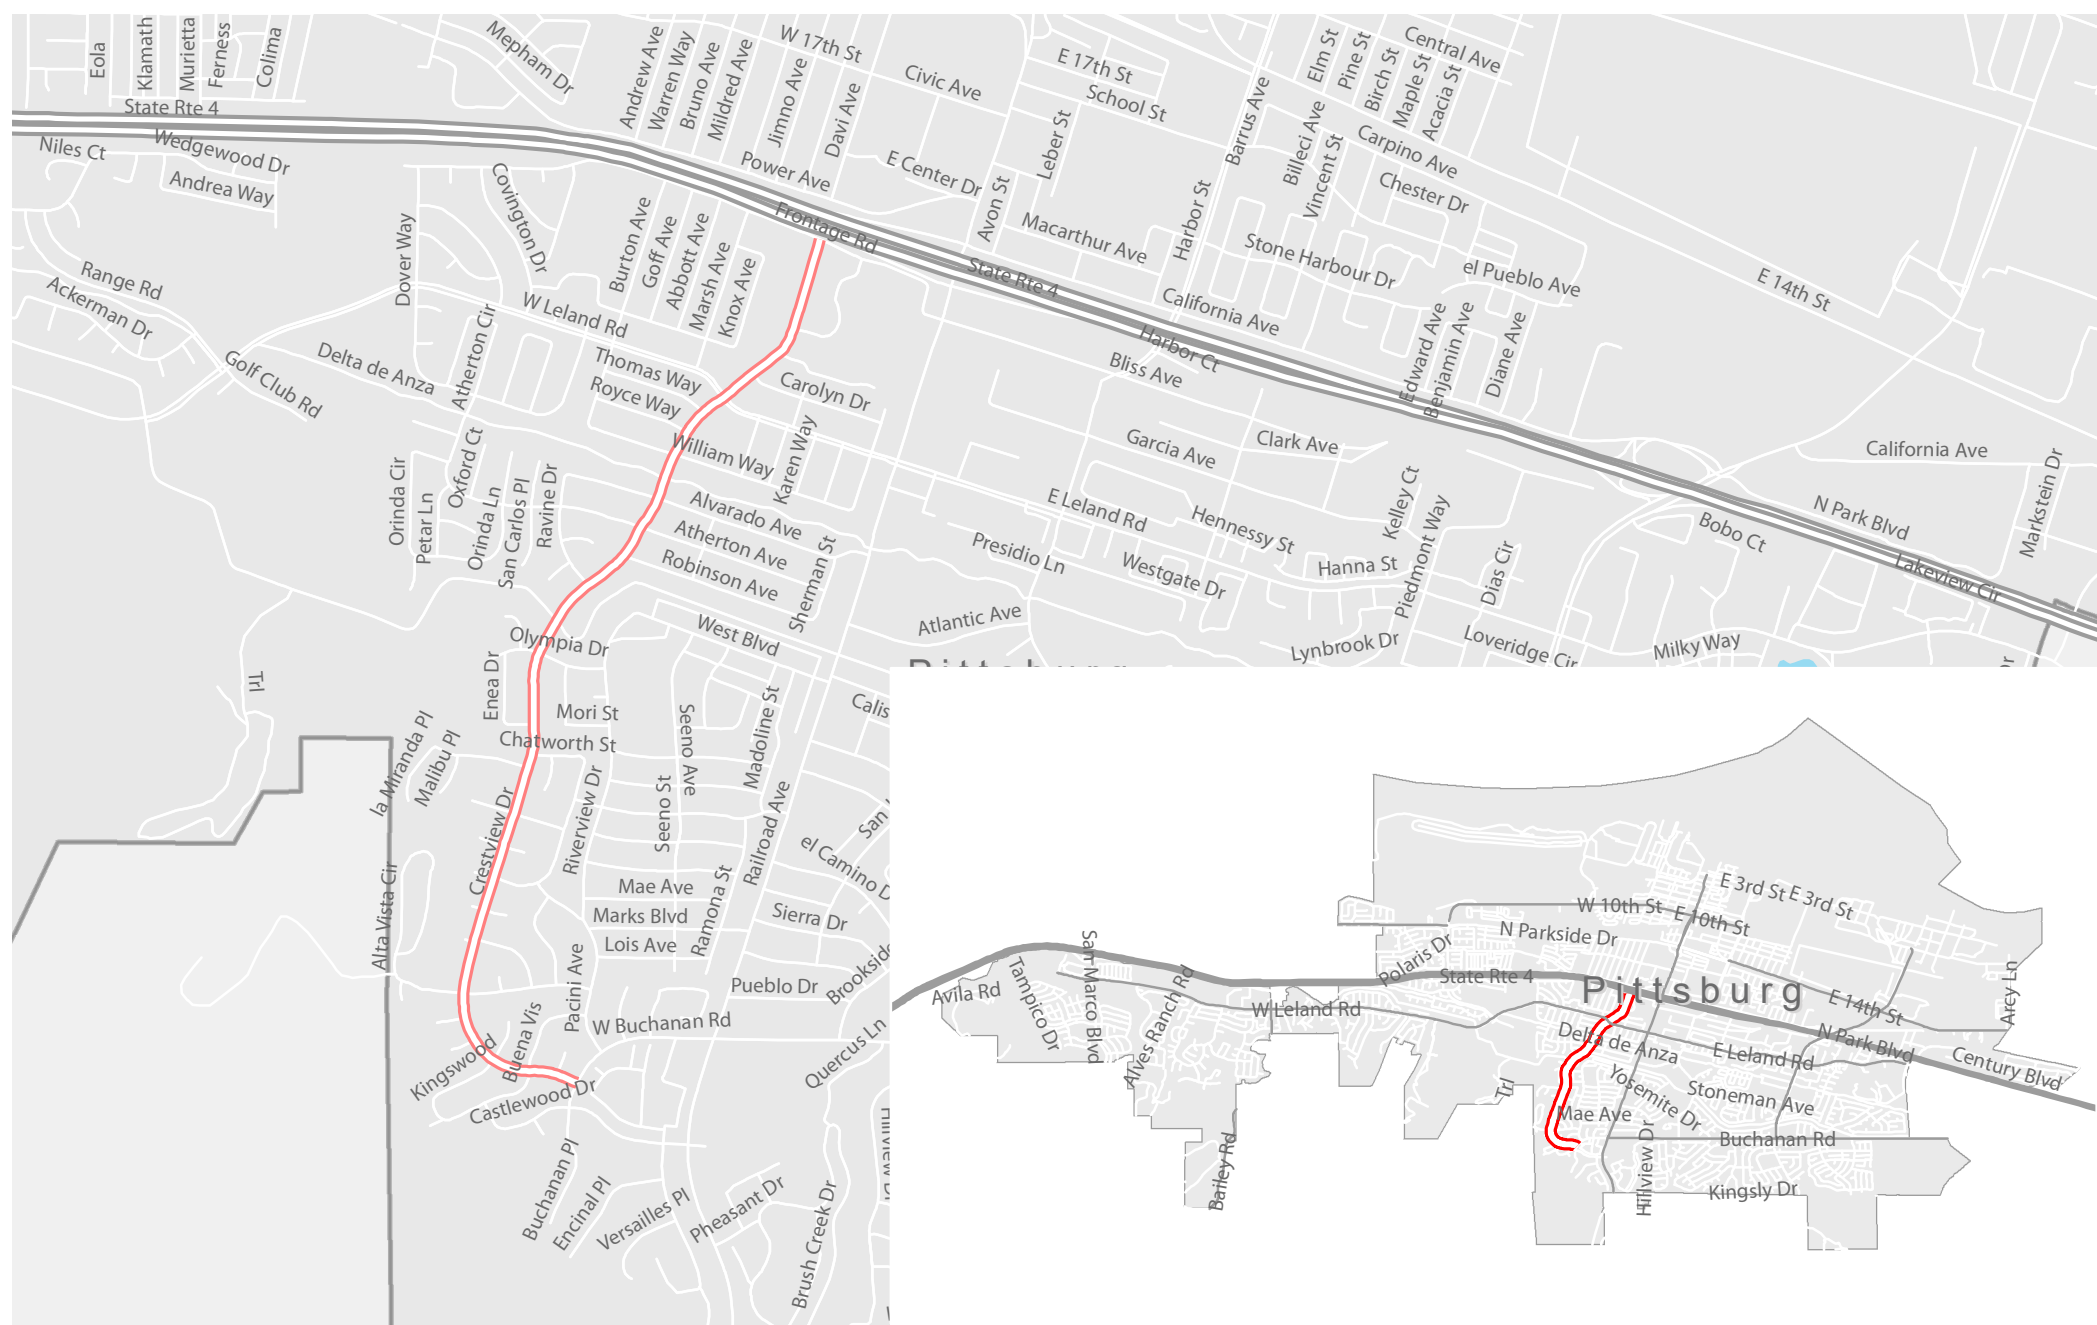 Eola
Klamath
Murietta
Ferness
Colima
State Rte 4
Niles Ct
Wedgewood Dr
Andrea Way
Mepham Dr
Andrew Ave
Warren Way
Bruno Ave
Mildred Ave
Jimno Ave
Davi Ave
W 17th St
Civic Ave
Power Ave
E Center Dr
E 17th St
School St
Leber St
Avon St
Macarthur Ave
Barrus Ave
Harbor St
Elm St
Pine St
Birch St
Maple St
Acacia St
Central Ave
Billeci Ave
Vincent St
Carpino Ave
Chester Dr
Stone Harbour Dr
el Pueblo Ave
E 14th St
Frontage Rd
State Rte 4
California Ave
Harbor Ct
Bliss Ave
Edward Ave
Benjamin Ave
Diane Ave
Range Rd
Ackerman Dr
Golf Club Rd
Dover Way
Covington Dr
Burton Ave
Goff Ave
Abbott Ave
Marsh Ave
Knox Ave
W Leland Rd
Delta de Anza
Atherton Cir
Thomas Way
Royce Way
Carolyn Dr
William Way
Karen Way
Garcia Ave
Clark Ave
California Ave
Markstein Dr
N Park Blvd
Bobo Ct
Lakeview Cir
Orinda Cir
Petar Ln
Oxford Ct
Orinda Ln
San Carlos Pl
Ravine Dr
Alvarado Ave
Atherton Ave
Robinson Ave
Sherman St
E Leland Rd
Presidio Ln
Hennessy St
Westgate Dr
Kelley Ct
Hanna St
Piedmont Way
Dias Cir
Atlantic Ave
Lynbrook Dr
Loveridge Cir
Milky Way
Olympia Dr
West Blvd
Pittsburg
Trl
Enea Dr
Mori St
Chatworth St
la Miranda Pl
Malibu Pl
Seeno Ave
Seeno St
Madoline St
Railroad Ave
Calis
San
el Camino D
Crestview Dr
Riverview Dr
Alta Vista Cir
Mae Ave
Marks Blvd
Lois Ave
Ramona St
Sierra Dr
Brookside
Pueblo Dr
Pacini Ave
Buena Vis
W Buchanan Rd
Kingswood
Castlewood Dr
Quercus Ln
Hillview Dr
Buchanan Pl
Encinal Pl
Versailles Pl
Pheasant Dr
Brush Creek Dr
E 3rd St
E 3rd St
W 10th St
E 10th St
N Parkside Dr
Polaris Dr
State Rte 4
Pittsburg
San Marco Blvd
Tampico Dr
Avila Rd
Alves Ranch Rd
W Leland Rd
Bailey Rd
Trl
Delta de Anza
E Leland Rd
E 14th St
N Park Blvd
Arcy Ln
Century Blvd
Yosemite Dr
Stoneman Ave
Mae Ave
Buchanan Rd
Hillview Dr
Kingsly Dr